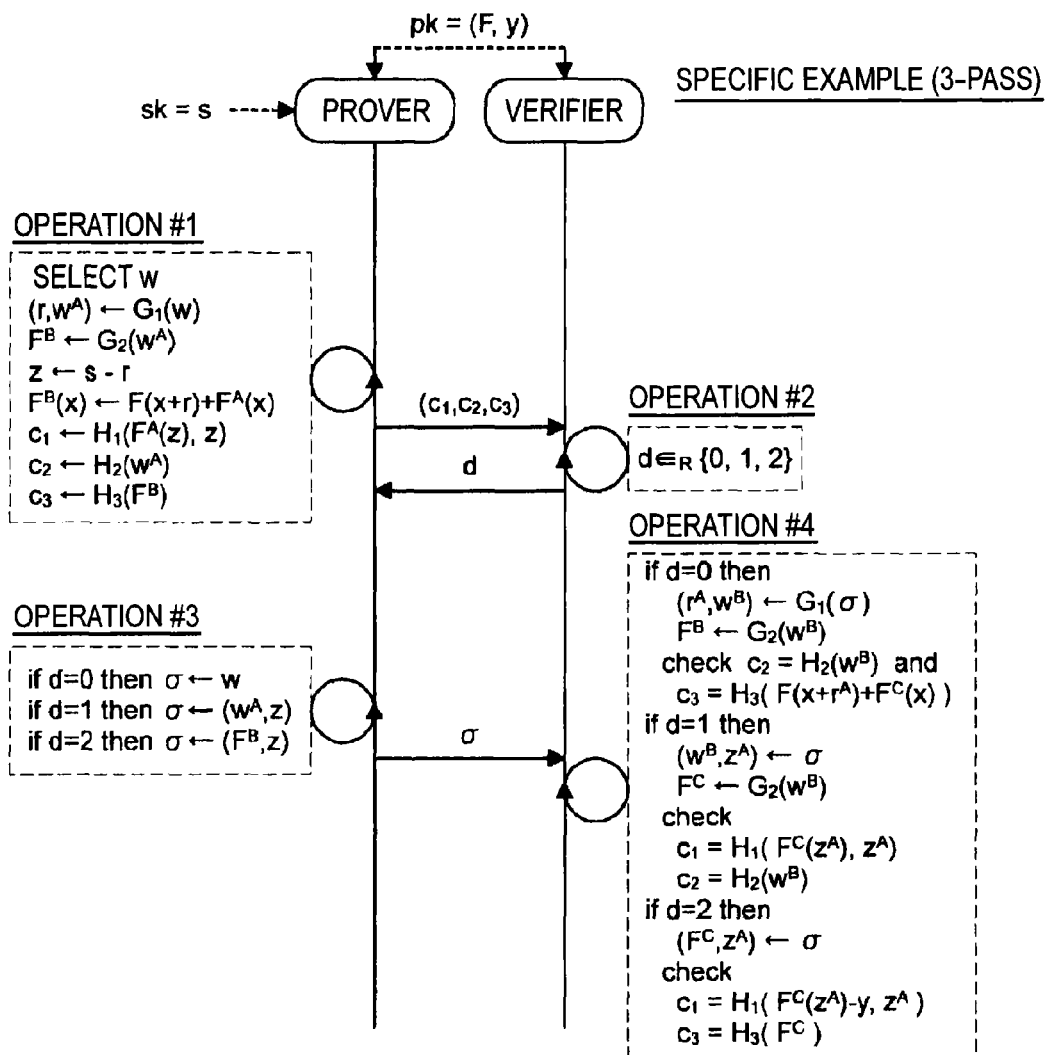 pk = (F, y)
SPECIFIC EXAMPLE (3-PASS)
sk = s
PROVER
VERIFIER
OPERATION #1
SELECT w
(r,w^A) ← G₁(w)
F^B ← G₂(w^A)
z ← s - r
F^B(x) ← F(x+r)+F^A(x)
c₁ ← H₁(F^A(z), z)
c₂ ← H₂(w^A)
c₃ ← H₃(F^B)
(c₁,c₂,c₃)
OPERATION #2
d∈_R {0, 1, 2}
d
OPERATION #3
if d=0 then σ ← w
if d=1 then σ ← (w^A,z)
if d=2 then σ ← (F^B,z)
σ
OPERATION #4
if d=0 then
(r^A,w^B) ← G₁(σ)
F^B ← G₂(w^B)
check c₂ = H₂(w^B) and
c₃ = H₃( F(x+r^A)+F^C(x) )
if d=1 then
(w^B,z^A) ← σ
F^C ← G₂(w^B)
check
c₁ = H₁( F^C(z^A), z^A)
c₂ = H₂(w^B)
if d=2 then
(F^C,z^A) ← σ
check
c₁ = H₁( F^C(z^A)-y, z^A )
c₃ = H₃( F^C )